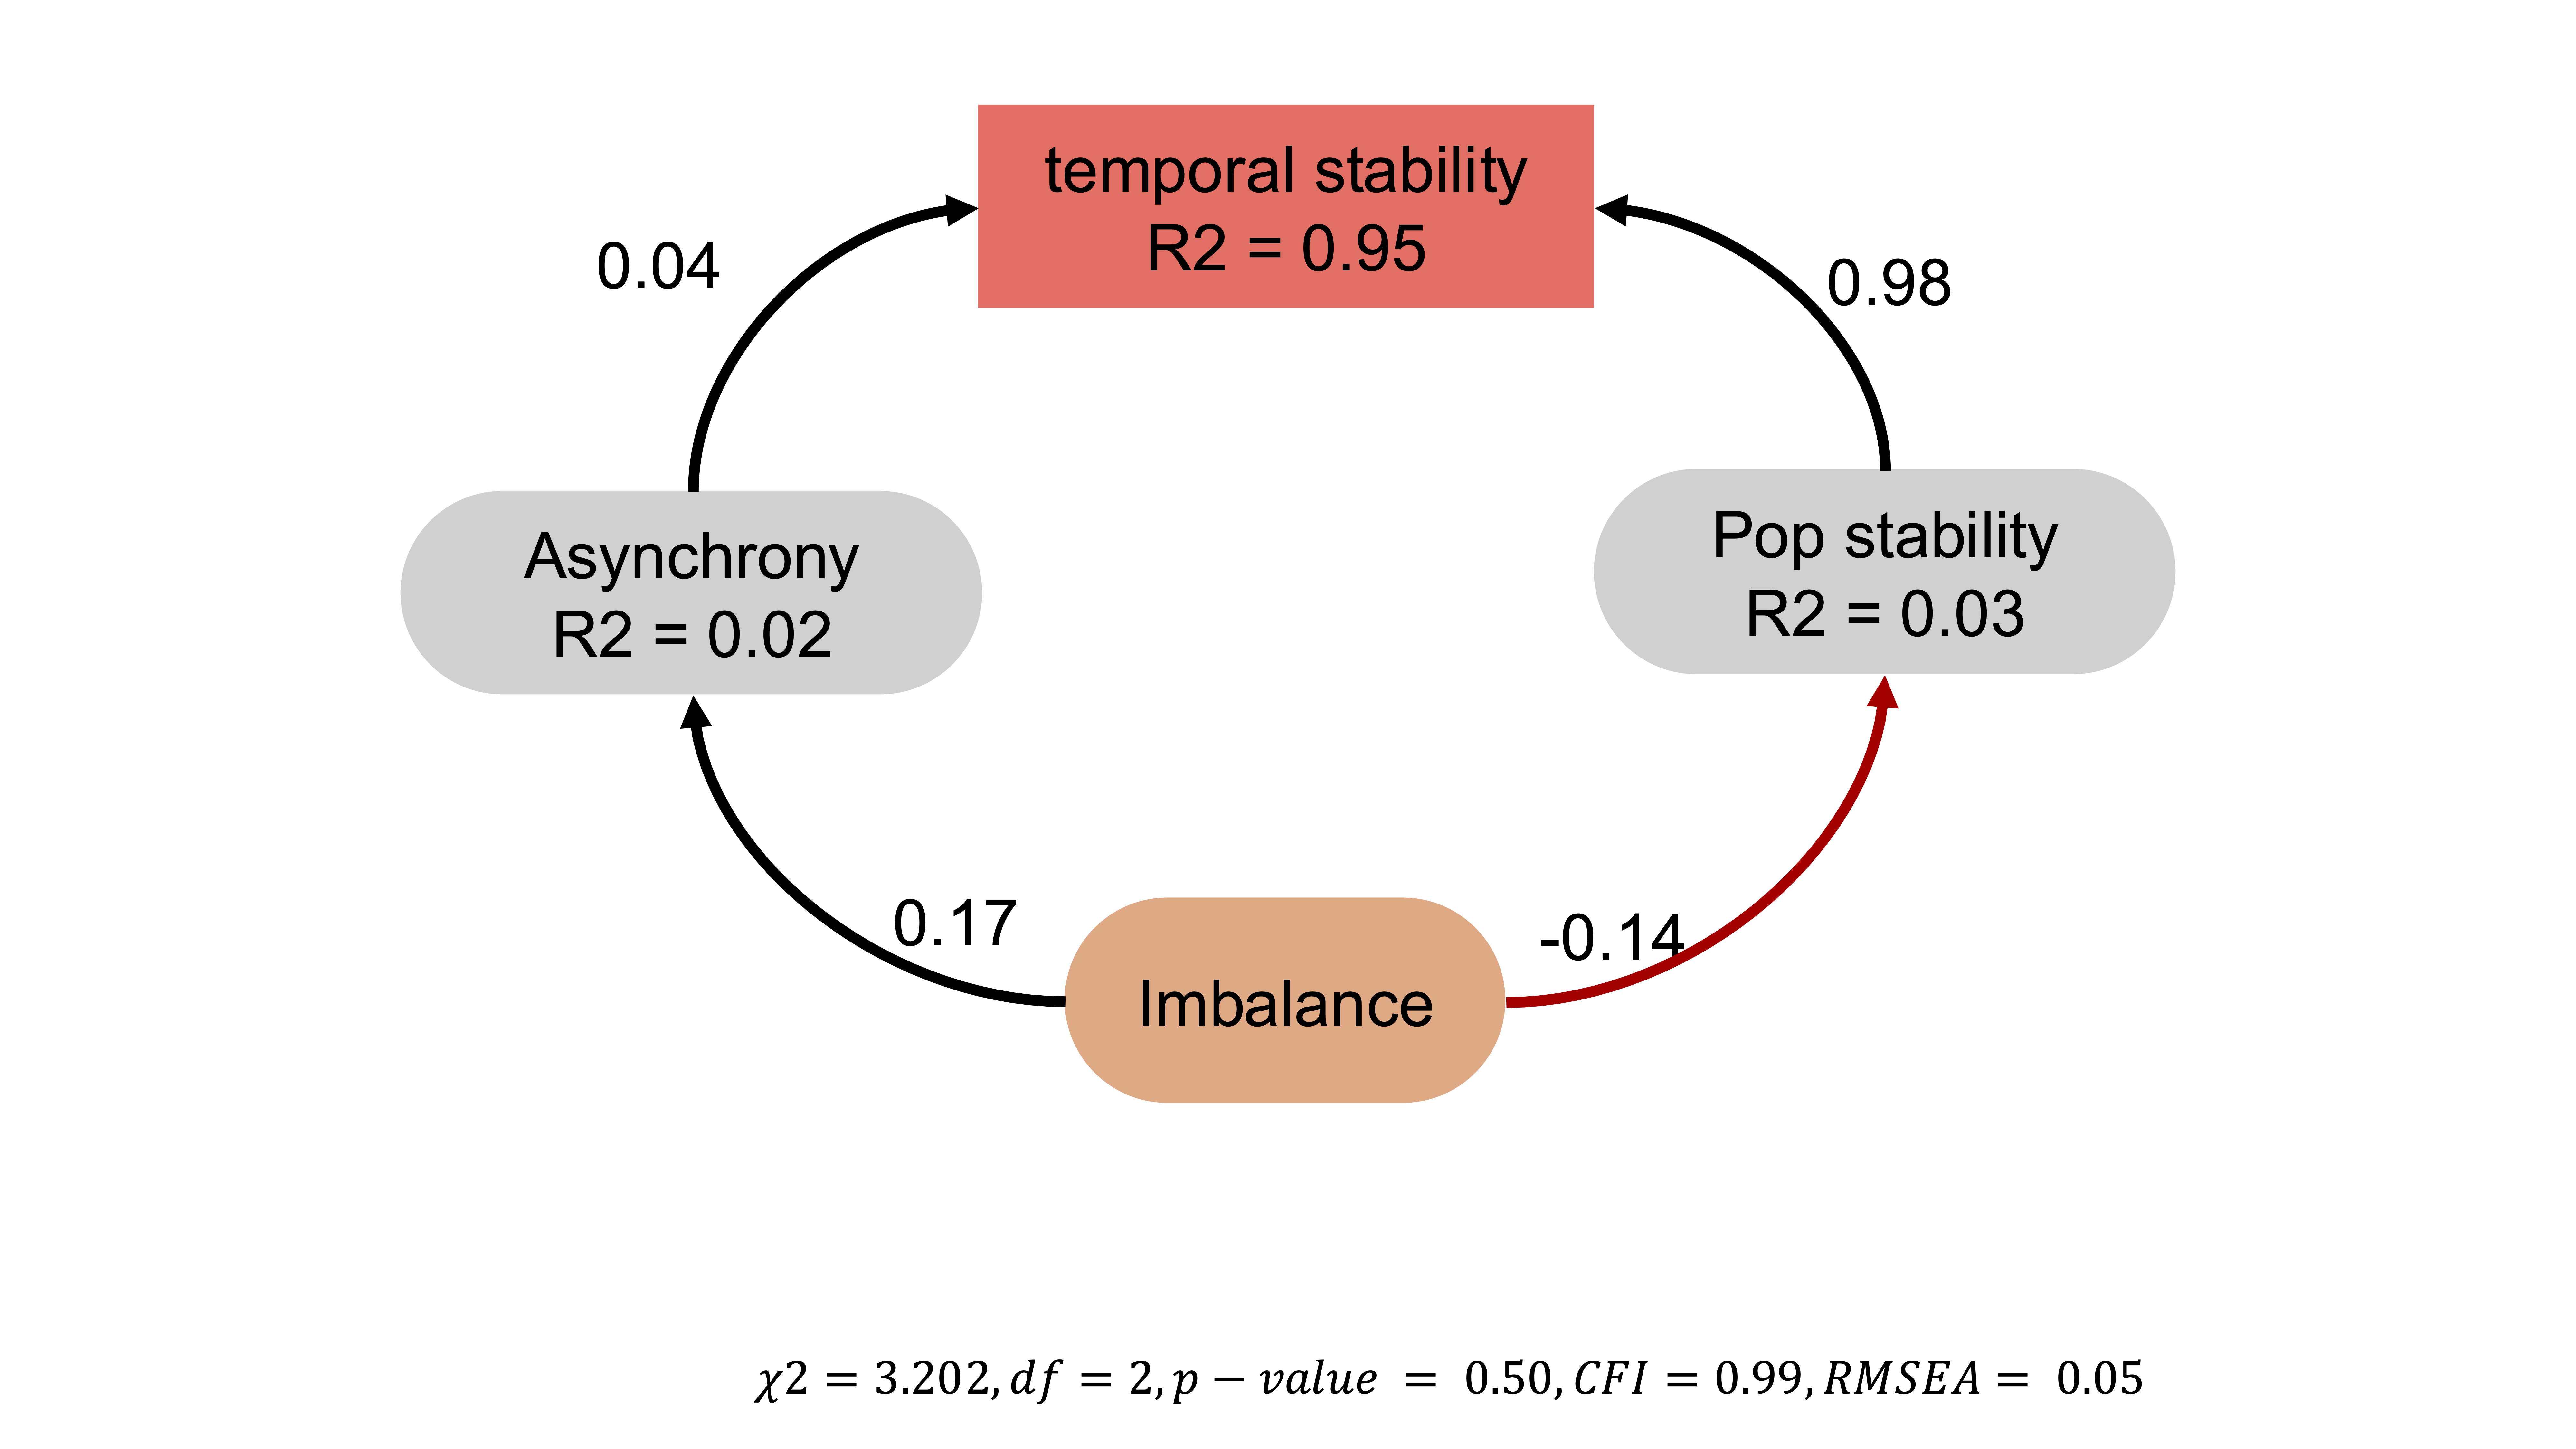 temporal stability
R2 = 0.95
0.04
0.98
Asynchrony
R2 = 0.02
Pop stability
R2 = 0.03
0.17
-0.14
Imbalance
χ2 = 3.202, df = 2, p − value = 0.50, CFI = 0.99, RMSEA = 0.05